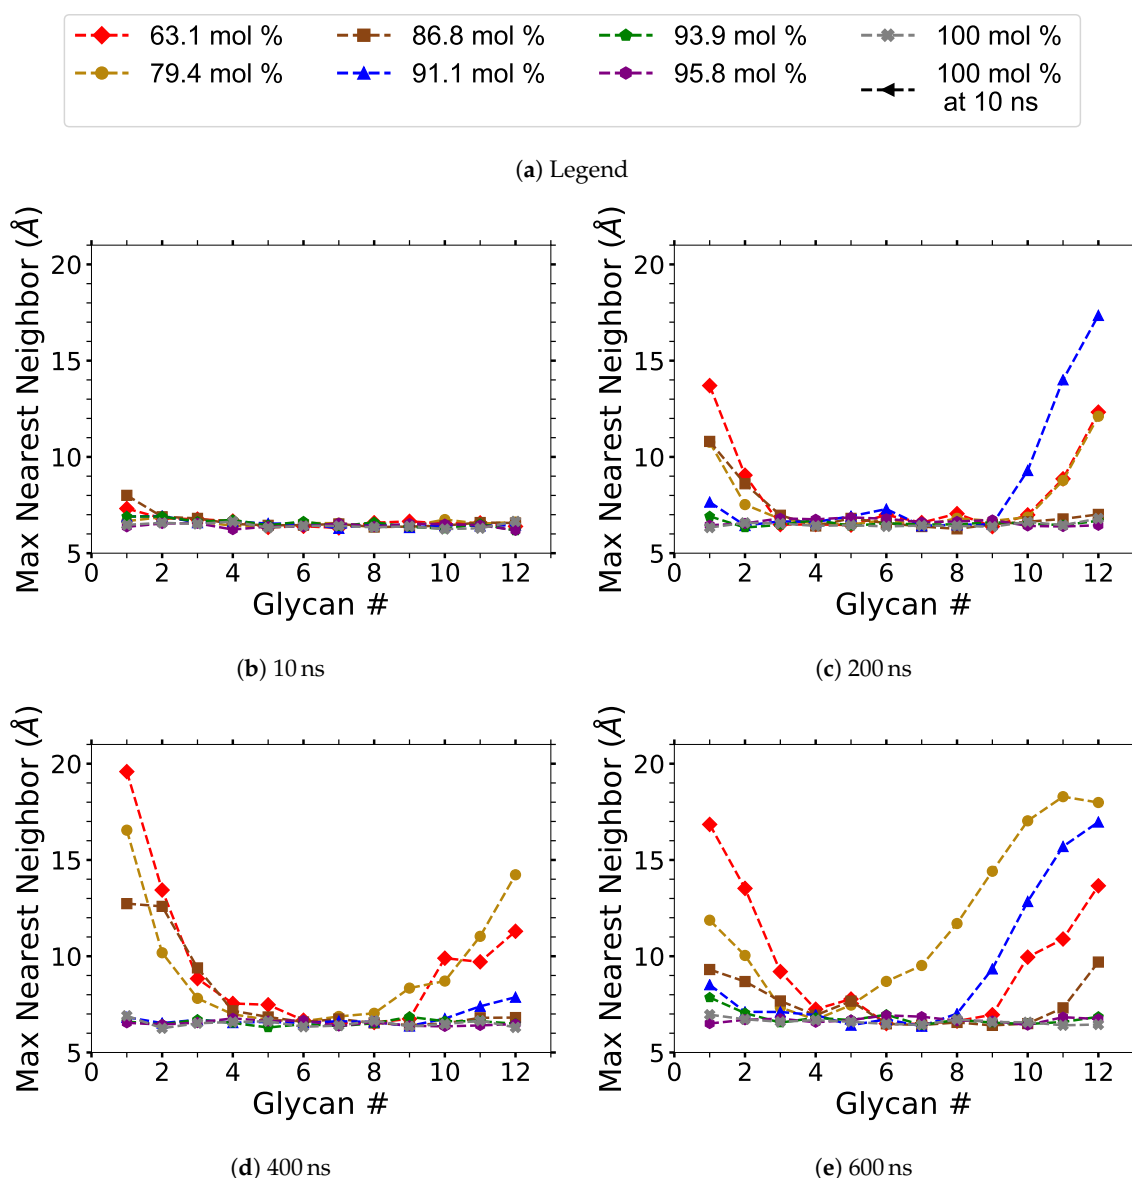 63.1 mol %
86.8 mol %
93.9 mol %
100 mol %
79.4 mol %
91.1 mol %
95.8 mol %
100 mol %
at 10 ns
(a) Legend
Max Nearest Neighbor (Å)
20
15
10
5
0 2 4 6 8 10 12
Glycan #
(b) 10 ns
Max Nearest Neighbor (Å)
20
15
10
5
0 2 4 6 8 10 12
Glycan #
(c) 200 ns
Max Nearest Neighbor (Å)
20
15
10
5
0 2 4 6 8 10 12
Glycan #
(d) 400 ns
Max Nearest Neighbor (Å)
20
15
10
5
0 2 4 6 8 10 12
Glycan #
(e) 600 ns